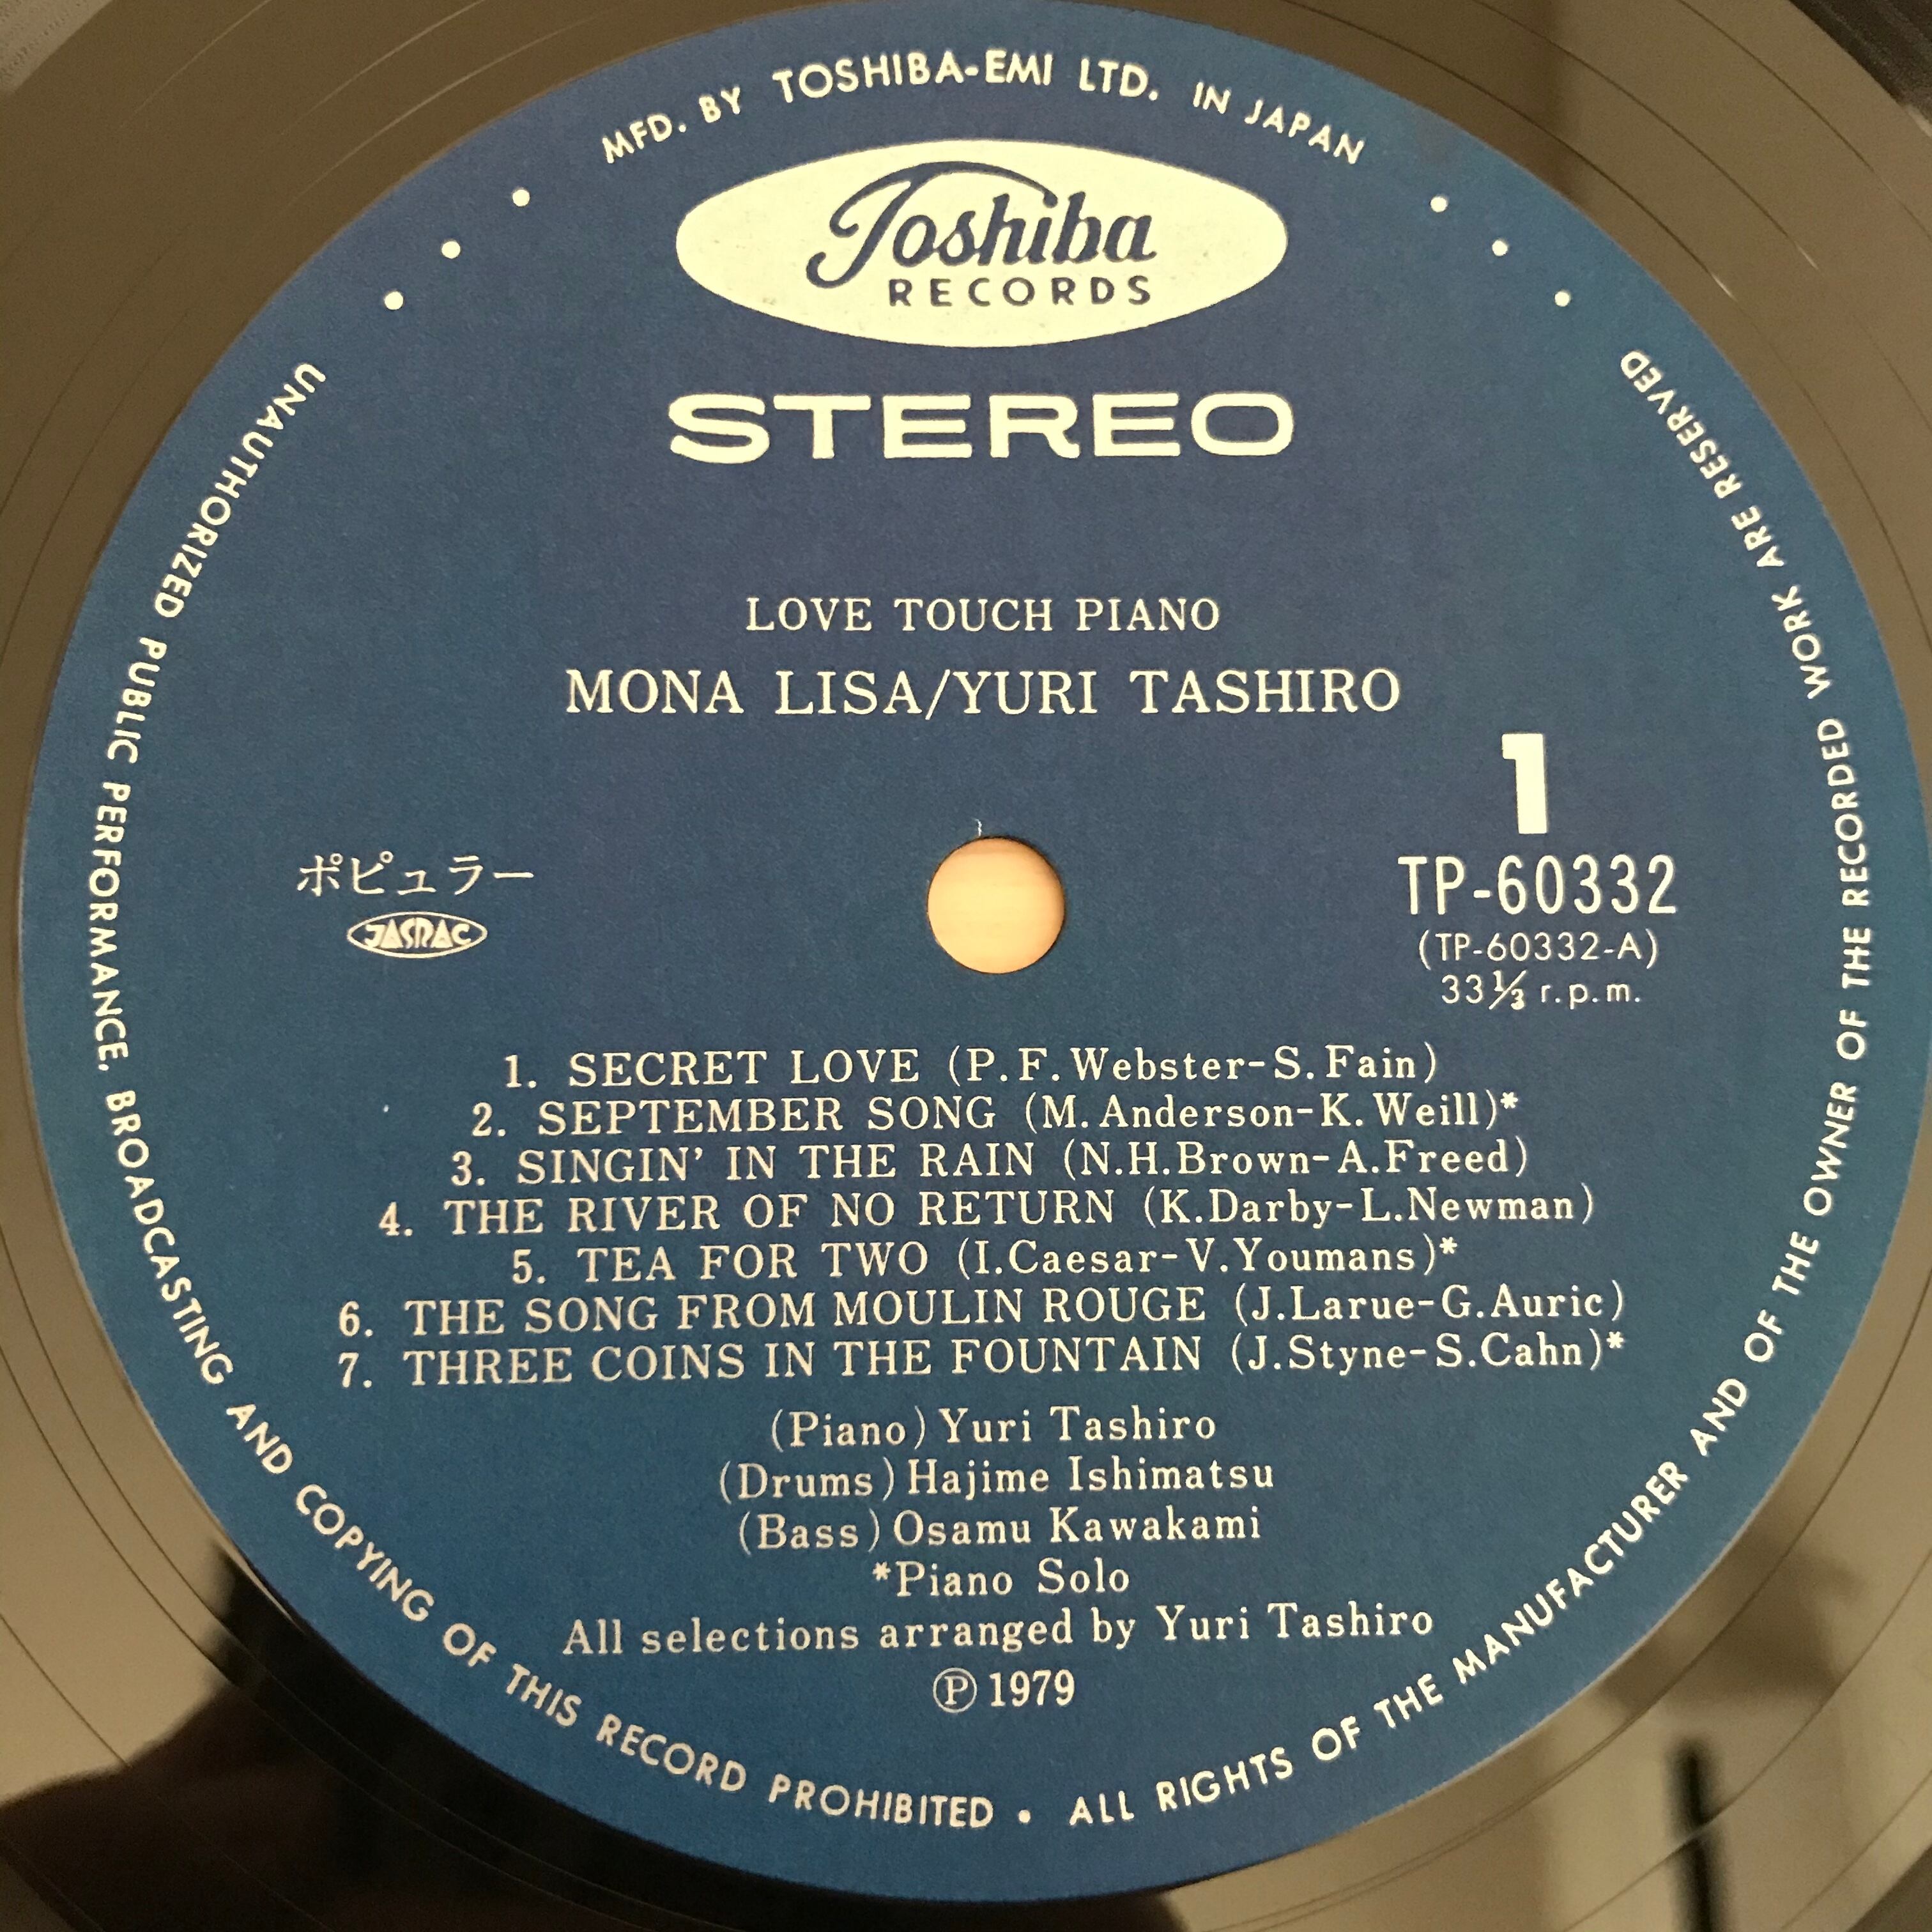 MFD. BY TOSHIBA-EMI LTD. IN JAPAN
Toshiba
RECORDS
STEREO
LOVE TOUCH PIANO
MONA LISA/YURI TASHIRO
1
ポピュラー
JASRAC
TP-60332
(TP-60332-A)
33⅓ r.p.m.
1. SECRET LOVE (P.F.Webster-S.Fain)
2. SEPTEMBER SONG (M.Anderson-K.Weill)*
3. SINGIN' IN THE RAIN (N.H.Brown-A.Freed)
4. THE RIVER OF NO RETURN (K.Darby-L.Newman)
5. TEA FOR TWO (I.Caesar-V.Youmans)*
6. THE SONG FROM MOULIN ROUGE (J.Larue-G.Auric)
7. THREE COINS IN THE FOUNTAIN (J.Styne-S.Cahn)*
(Piano) Yuri Tashiro
(Drums) Hajime Ishimatsu
(Bass) Osamu Kawakami
*Piano Solo
All selections arranged by Yuri Tashiro
Ⓟ 1979
UNAUTHORIZED PUBLIC PERFORMANCE, BROADCASTING AND COPYING OF THIS RECORD PROHIBITED • ALL RIGHTS OF THE MANUFACTURER AND OF THE OWNER OF THE RECORDED WORK ARE RESERVED